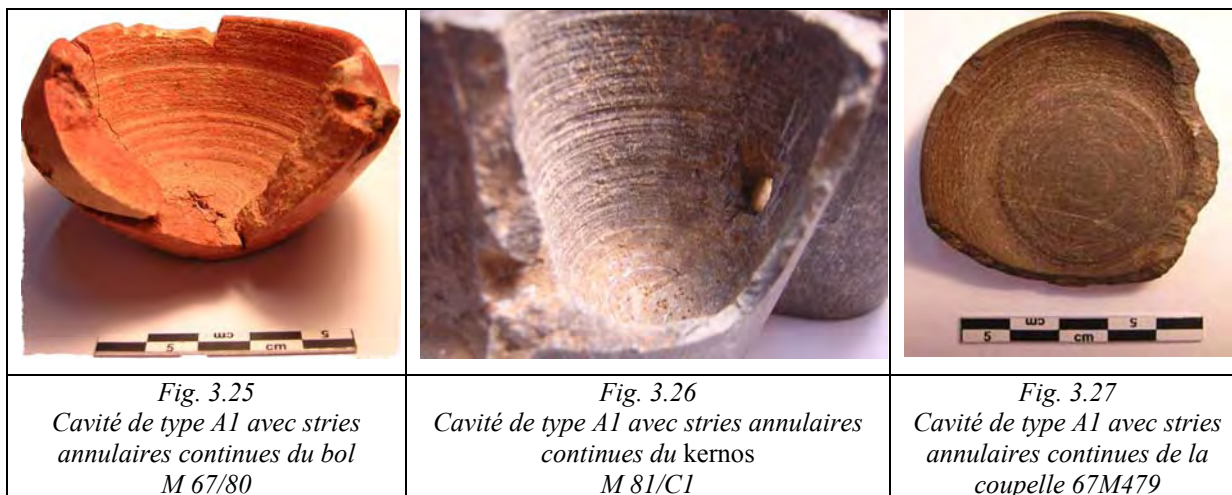 cm 5
5 cm
cm 5
5 cm
Fig. 3.25
Cavité de type A1 avec stries
annulaires continues du bol
M 67/80
Fig. 3.26
Cavité de type A1 avec stries annulaires
continues du kernos
M 81/C1
Fig. 3.27
Cavité de type A1 avec stries
annulaires continues de la
coupelle 67M479